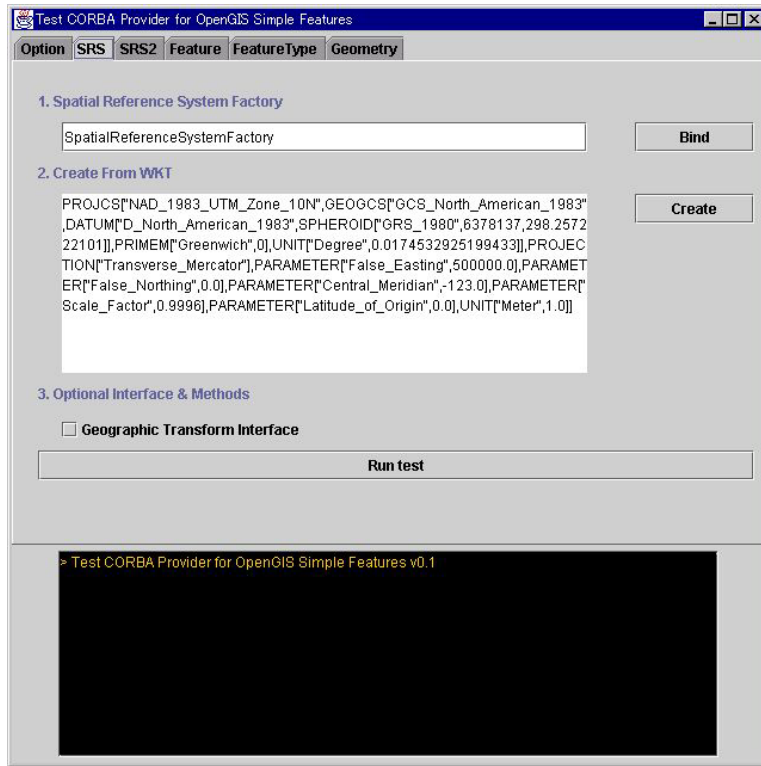 Test CORBA Provider for OpenGIS Simple Features
Option SRS SRS2 Feature FeatureType Geometry
1. Spatial Reference System Factory
SpatialReferenceSystemFactory
Bind
2. Create From WKT
PROJCS["NAD_1983_UTM_Zone_10N",GEOGCS["GCS_North_American_1983"
,DATUM["D_North_American_1983",SPHEROID["GRS_1980",6378137,298.2572
22101]],PRIMEM["Greenwich",0],UNIT["Degree",0.0174532925199433]],PROJEC
TION["Transverse_Mercator"],PARAMETER["False_Easting",500000.0],PARAMET
ER["False_Northing",0.0],PARAMETER["Central_Meridian",-123.0],PARAMETER["
Scale_Factor",0.9996],PARAMETER["Latitude_of_Origin",0.0],UNIT["Meter",1.0]]
Create
3. Optional Interface & Methods
Geographic Transform Interface
Run test
> Test CORBA Provider for OpenGIS Simple Features v0.1